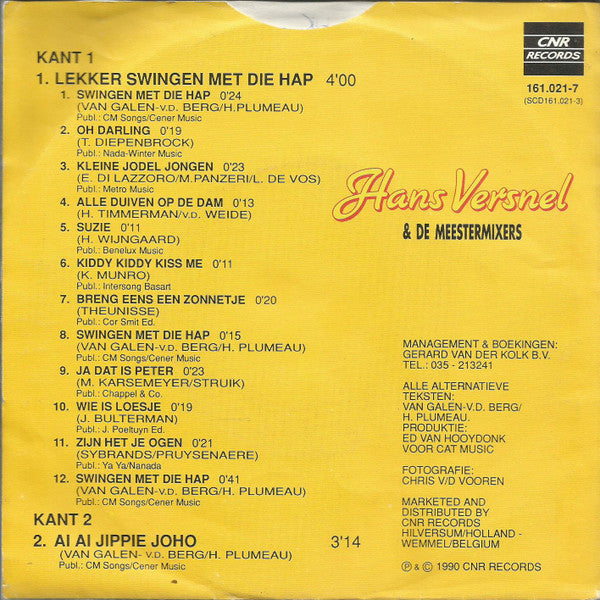 KANT 1
1. LEKKER SWINGEN MET DIE HAP 4'00
1. SWINGEN MET DIE HAP 0'24
(VAN GALEN-V.D. BERG/H.PLUMEAU)
Publ.: CM Songs/Cener Music
2. OH DARLING 0'19
(T. DIEPENBROCK)
Publ.: Nada-Winter Music
3. KLEINE JODEL JONGEN 0'23
(E. DI LAZZORO/M.PANZERI/L. DE VOS)
Publ.: Metro Music
4. ALLE DUIVEN OP DE DAM 0'13
(H. TIMMERMAN/V.D. WEIDE)
5. SUZIE 0'11
(H. WIJNGAARD)
Publ.: Benelux Music
6. KIDDY KIDDY KISS ME 0'11
(K. MUNRO)
Publ.: Intersong Basart
7. BRENG EENS EEN ZONNETJE 0'20
(THEUNISSE)
Publ.: Cor Smit Ed.
8. SWINGEN MET DIE HAP 0'15
(VAN GALEN-V.D. BERG/H. PLUMEAU)
Publ.: CM Songs/Cener Music
9. JA DAT IS PETER 0'23
(M. KARSEMEYER/STRUIK)
Publ.: Chappel & Co.
10. WIE IS LOESJE 0'19
(J. BULTERMAN)
Publ.: J. Poeltuyn Ed.
11. ZIJN HET JE OGEN 0'21
(SYBRANDS/PRUYSENAERE)
Publ.: Ya Ya/Nanada
12. SWINGEN MET DIE HAP 0'41
(VAN GALEN-V.D. BERG/H. PLUMEAU)
Publ.: CM Songs/Cener Music
KANT 2
2. AI AI JIPPIE JOHO 3'14
(VAN GALEN- V.D. BERG/H. PLUMEAU)
Publ.: CM Songs/Cener Music
CNR
RECORDS
161.021-7
(SCD161.021-3)
Hans Versnel
& DE MEESTERMIXERS
MANAGEMENT & BOEKINGEN:
GERARD VAN DER KOLK B.V.
TEL.: 035 - 213241
ALLE ALTERNATIEVE
TEKSTEN:
VAN GALEN-V.D. BERG/
H. PLUMEAU.
PRODUKTIE:
ED VAN HOOYDONK
VOOR CAT MUSIC
FOTOGRAFIE:
CHRIS V/D VOOREN
MARKETED AND
DISTRIBUTED BY
CNR RECORDS
HILVERSUM/HOLLAND -
WEMMEL/BELGIUM
℗ & © 1990 CNR RECORDS